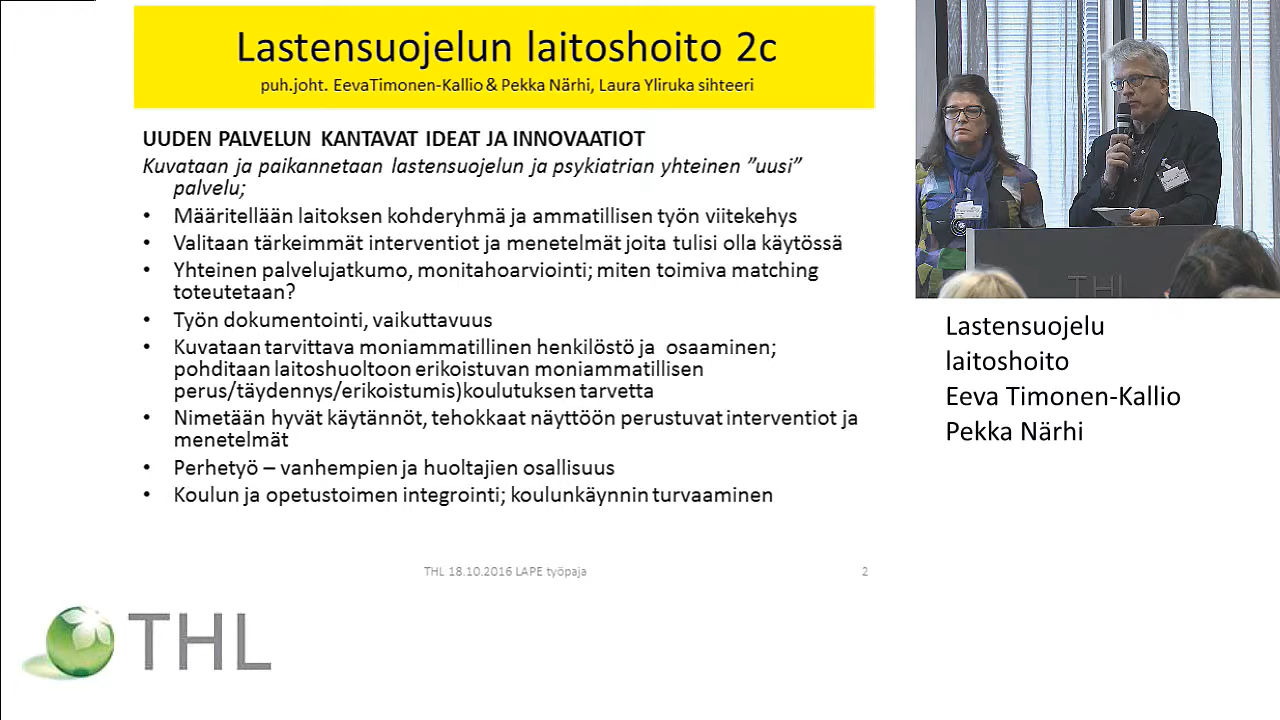 Lastensuojelun laitoshoito 2c
puh.joht. EevaTimonen-Kallio & Pekka Närhi, Laura Yliruka sihteeri
UUDEN PALVELUN KANTAVAT IDEAT JA INNOVAATIOT
Kuvataan ja paikannetaan lastensuojelun ja psykiatrian yhteinen ”uusi”
palvelu;
• Määritellään laitoksen kohderyhmä ja ammatillisen työn viitekehys
• Valitaan tärkeimmät interventiot ja menetelmät joita tulisi olla käytössä
• Yhteinen palvelujatkumo, monitahoarviointi; miten toimiva matching
toteutetaan?
• Työn dokumentointi, vaikuttavuus
• Kuvataan tarvittava moniammatillinen henkilöstö ja osaaminen;
pohditaan laitoshuoltoon erikoistuvan moniammatillisen
perus/täydennys/erikoistumis)koulutuksen tarvetta
• Nimetään hyvät käytännöt, tehokkaat näyttöön perustuvat interventiot ja
menetelmät
• Perhetyö – vanhempien ja huoltajien osallisuus
• Koulun ja opetustoimen integrointi; koulunkäynnin turvaaminen
THL 18.10.2016 LAPE työpaja
2
THL
THL
Lastensuojelu
laitoshoito
Eeva Timonen-Kallio
Pekka Närhi